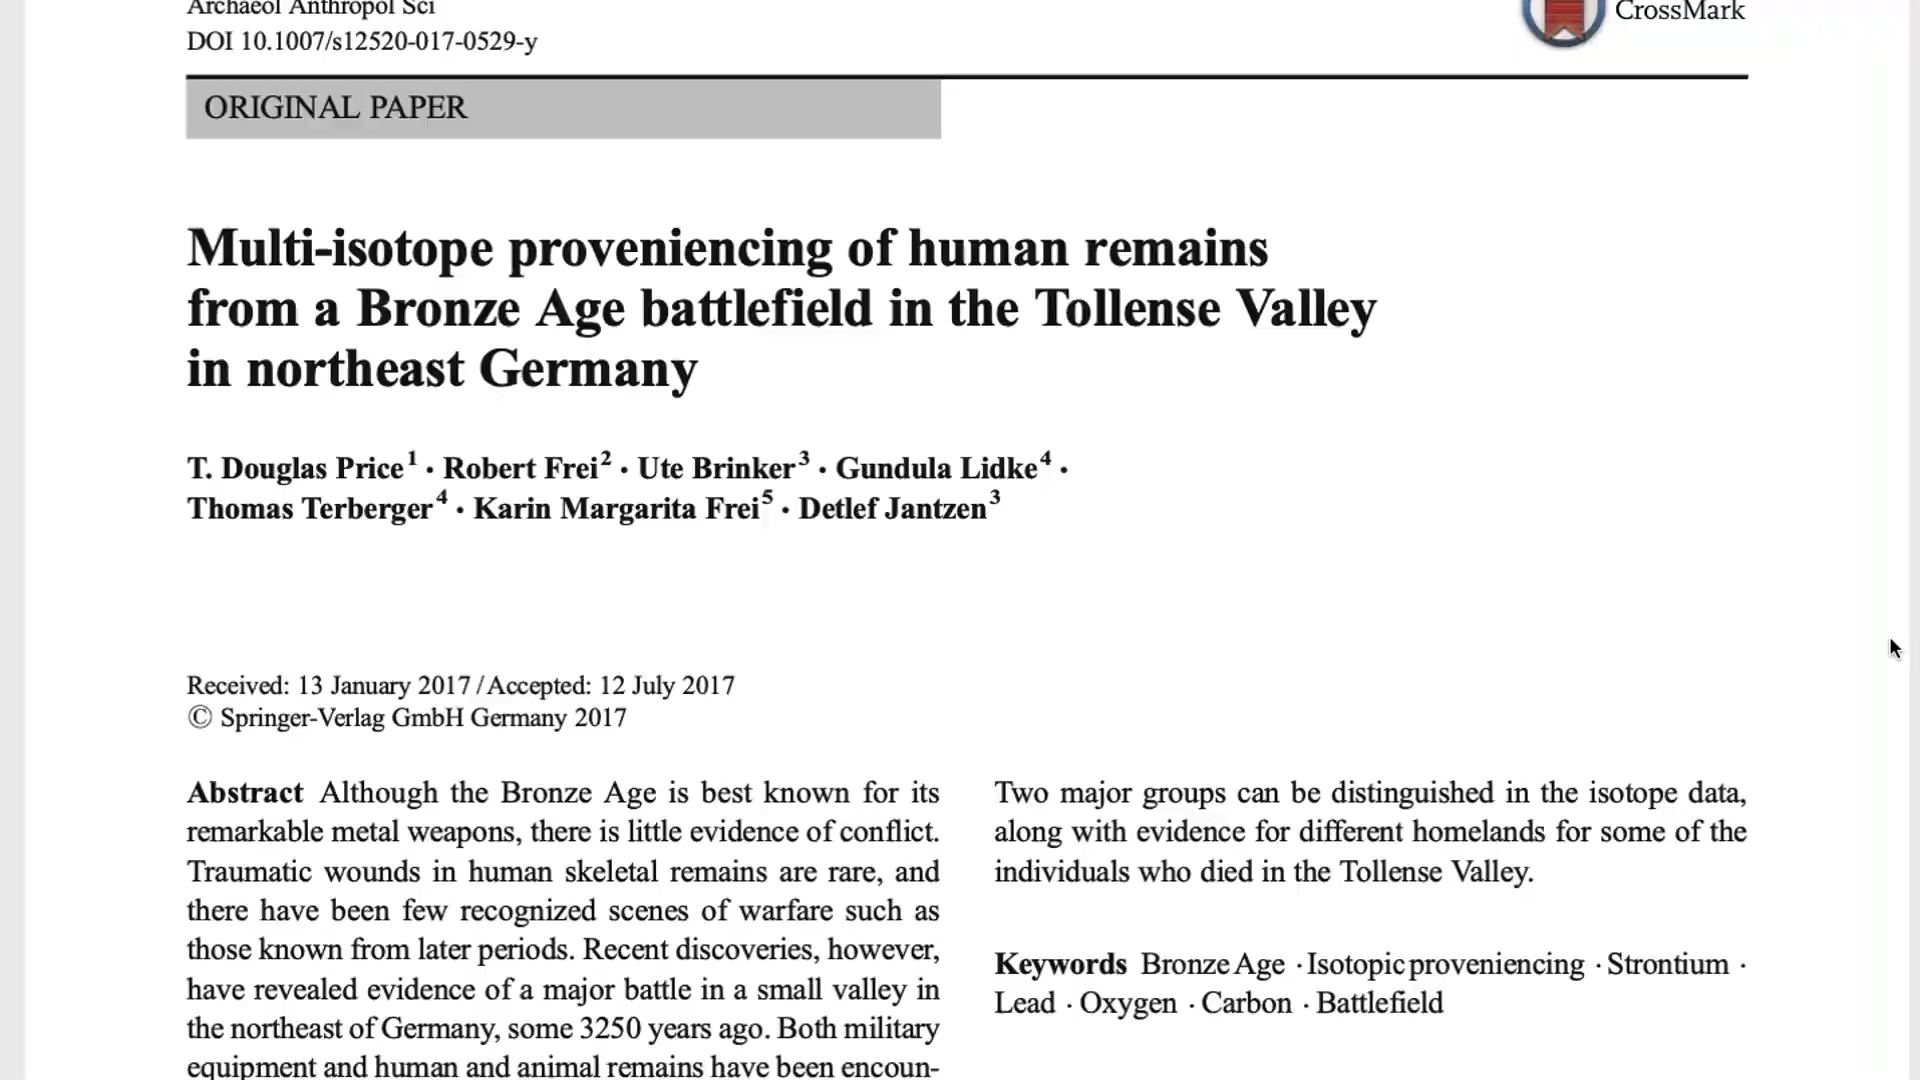 Archaeol Anthropol Sci
DOI 10.1007/s12520-017-0529-y
CrossMark
ORIGINAL PAPER
Multi-isotope proveniencing of human remains
from a Bronze Age battlefield in the Tollense Valley
in northeast Germany
T. Douglas Price1 · Robert Frei2 · Ute Brinker3 · Gundula Lidke4 ·
Thomas Terberger4 · Karin Margarita Frei5 · Detlef Jantzen3
Received: 13 January 2017 / Accepted: 12 July 2017
© Springer-Verlag GmbH Germany 2017
Abstract Although the Bronze Age is best known for its
remarkable metal weapons, there is little evidence of conflict.
Traumatic wounds in human skeletal remains are rare, and
there have been few recognized scenes of warfare such as
those known from later periods. Recent discoveries, however,
have revealed evidence of a major battle in a small valley in
the northeast of Germany, some 3250 years ago. Both military
equipment and human and animal remains have been encoun-
Two major groups can be distinguished in the isotope data,
along with evidence for different homelands for some of the
individuals who died in the Tollense Valley.
Keywords Bronze Age · Isotopic proveniencing · Strontium ·
Lead · Oxygen · Carbon · Battlefield